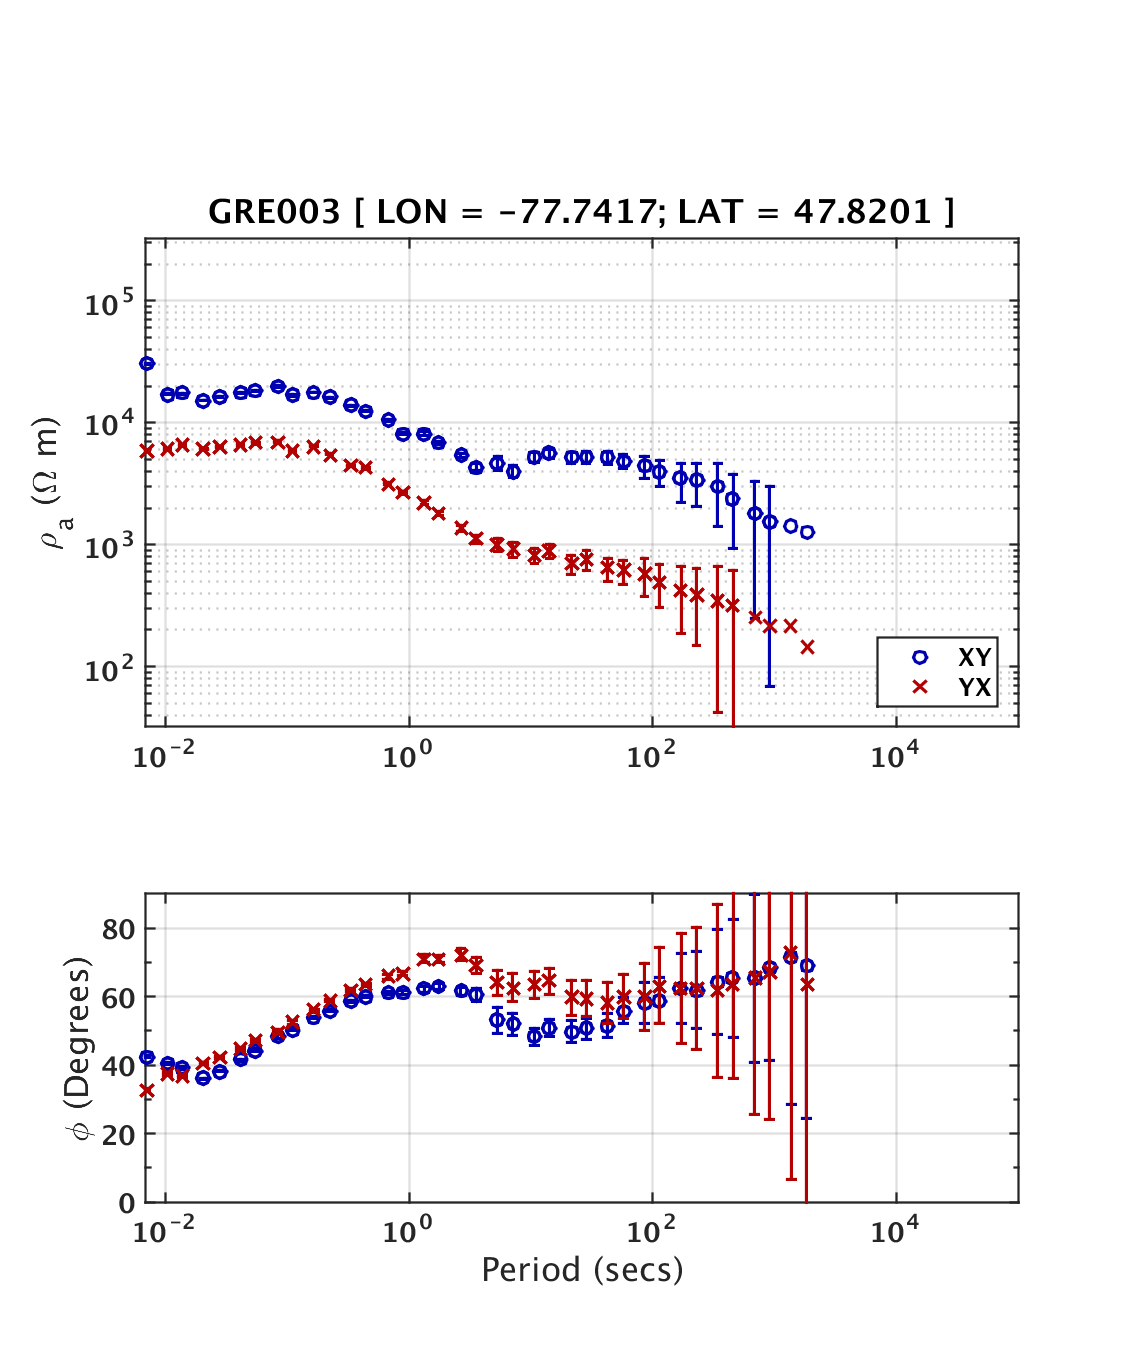 GRE003 [ LON = -77.7417; LAT = 47.8201 ]
10^5
10^4
10^3
10^2
ρ_a (Ω m)
XY
YX
10^-2 10^0 10^2 10^4
80
60
40
20
0
ϕ (Degrees)
10^-2 10^0 10^2 10^4
Period (secs)